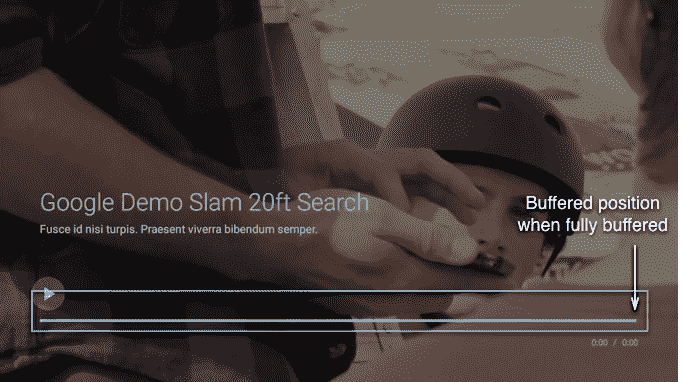 Google Demo Slam 20ft Search
Fusce id nisi turpis. Praesent viverra bibendum semper.
Buffered position
when fully buffered
0:00 / 0:00